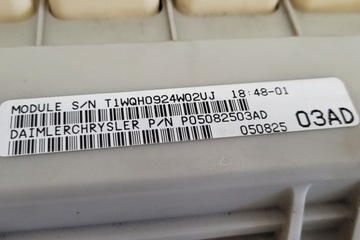 MODULE S/N T1WQH0924W02UJ 18:48-01
DAIMLERCHRYSLER P/N P05082503AD
050825 03AD